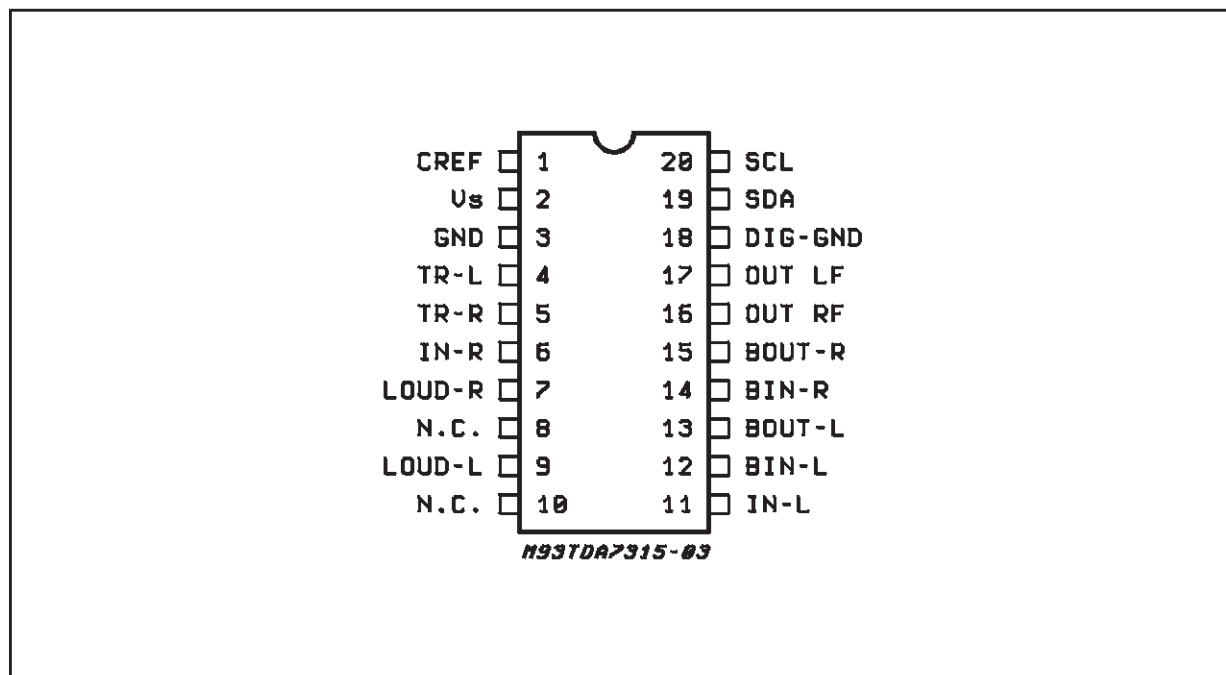 CREF 1 20 SCL
Vs 2 19 SDA
GND 3 18 DIG-GND
TR-L 4 17 OUT LF
TR-R 5 16 OUT RF
IN-R 6 15 BOUT-R
LOUD-R 7 14 BIN-R
N.C. 8 13 BOUT-L
LOUD-L 9 12 BIN-L
N.C. 10 11 IN-L
M93TDA7315-03